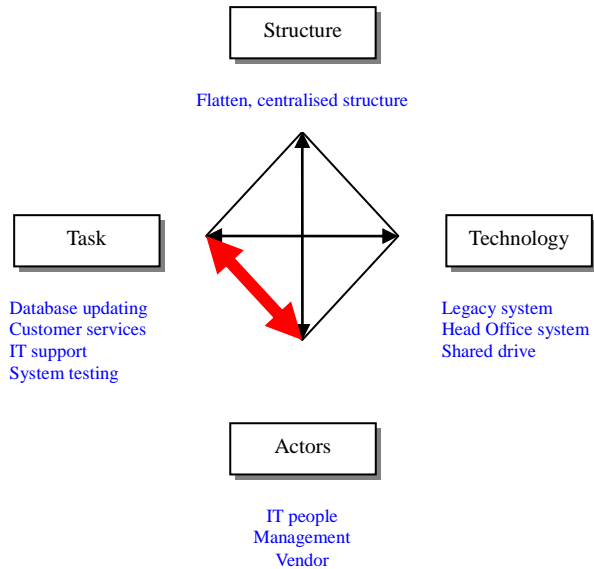 Structure
Flatten, centralised structure
Task
Technology
Database updating
Customer services
IT support
System testing
Legacy system
Head Office system
Shared drive
Actors
IT people
Management
Vendor